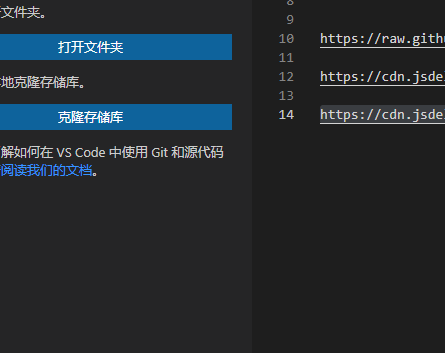 文件夹。
打开文件夹
地克隆存储库。
克隆存储库
解如何在 VS Code 中使用 Git 和源代码
阅读我们的文档。
10 https://raw.githu
11
12 https://cdn.jsde
13
14 https://cdn.jsde